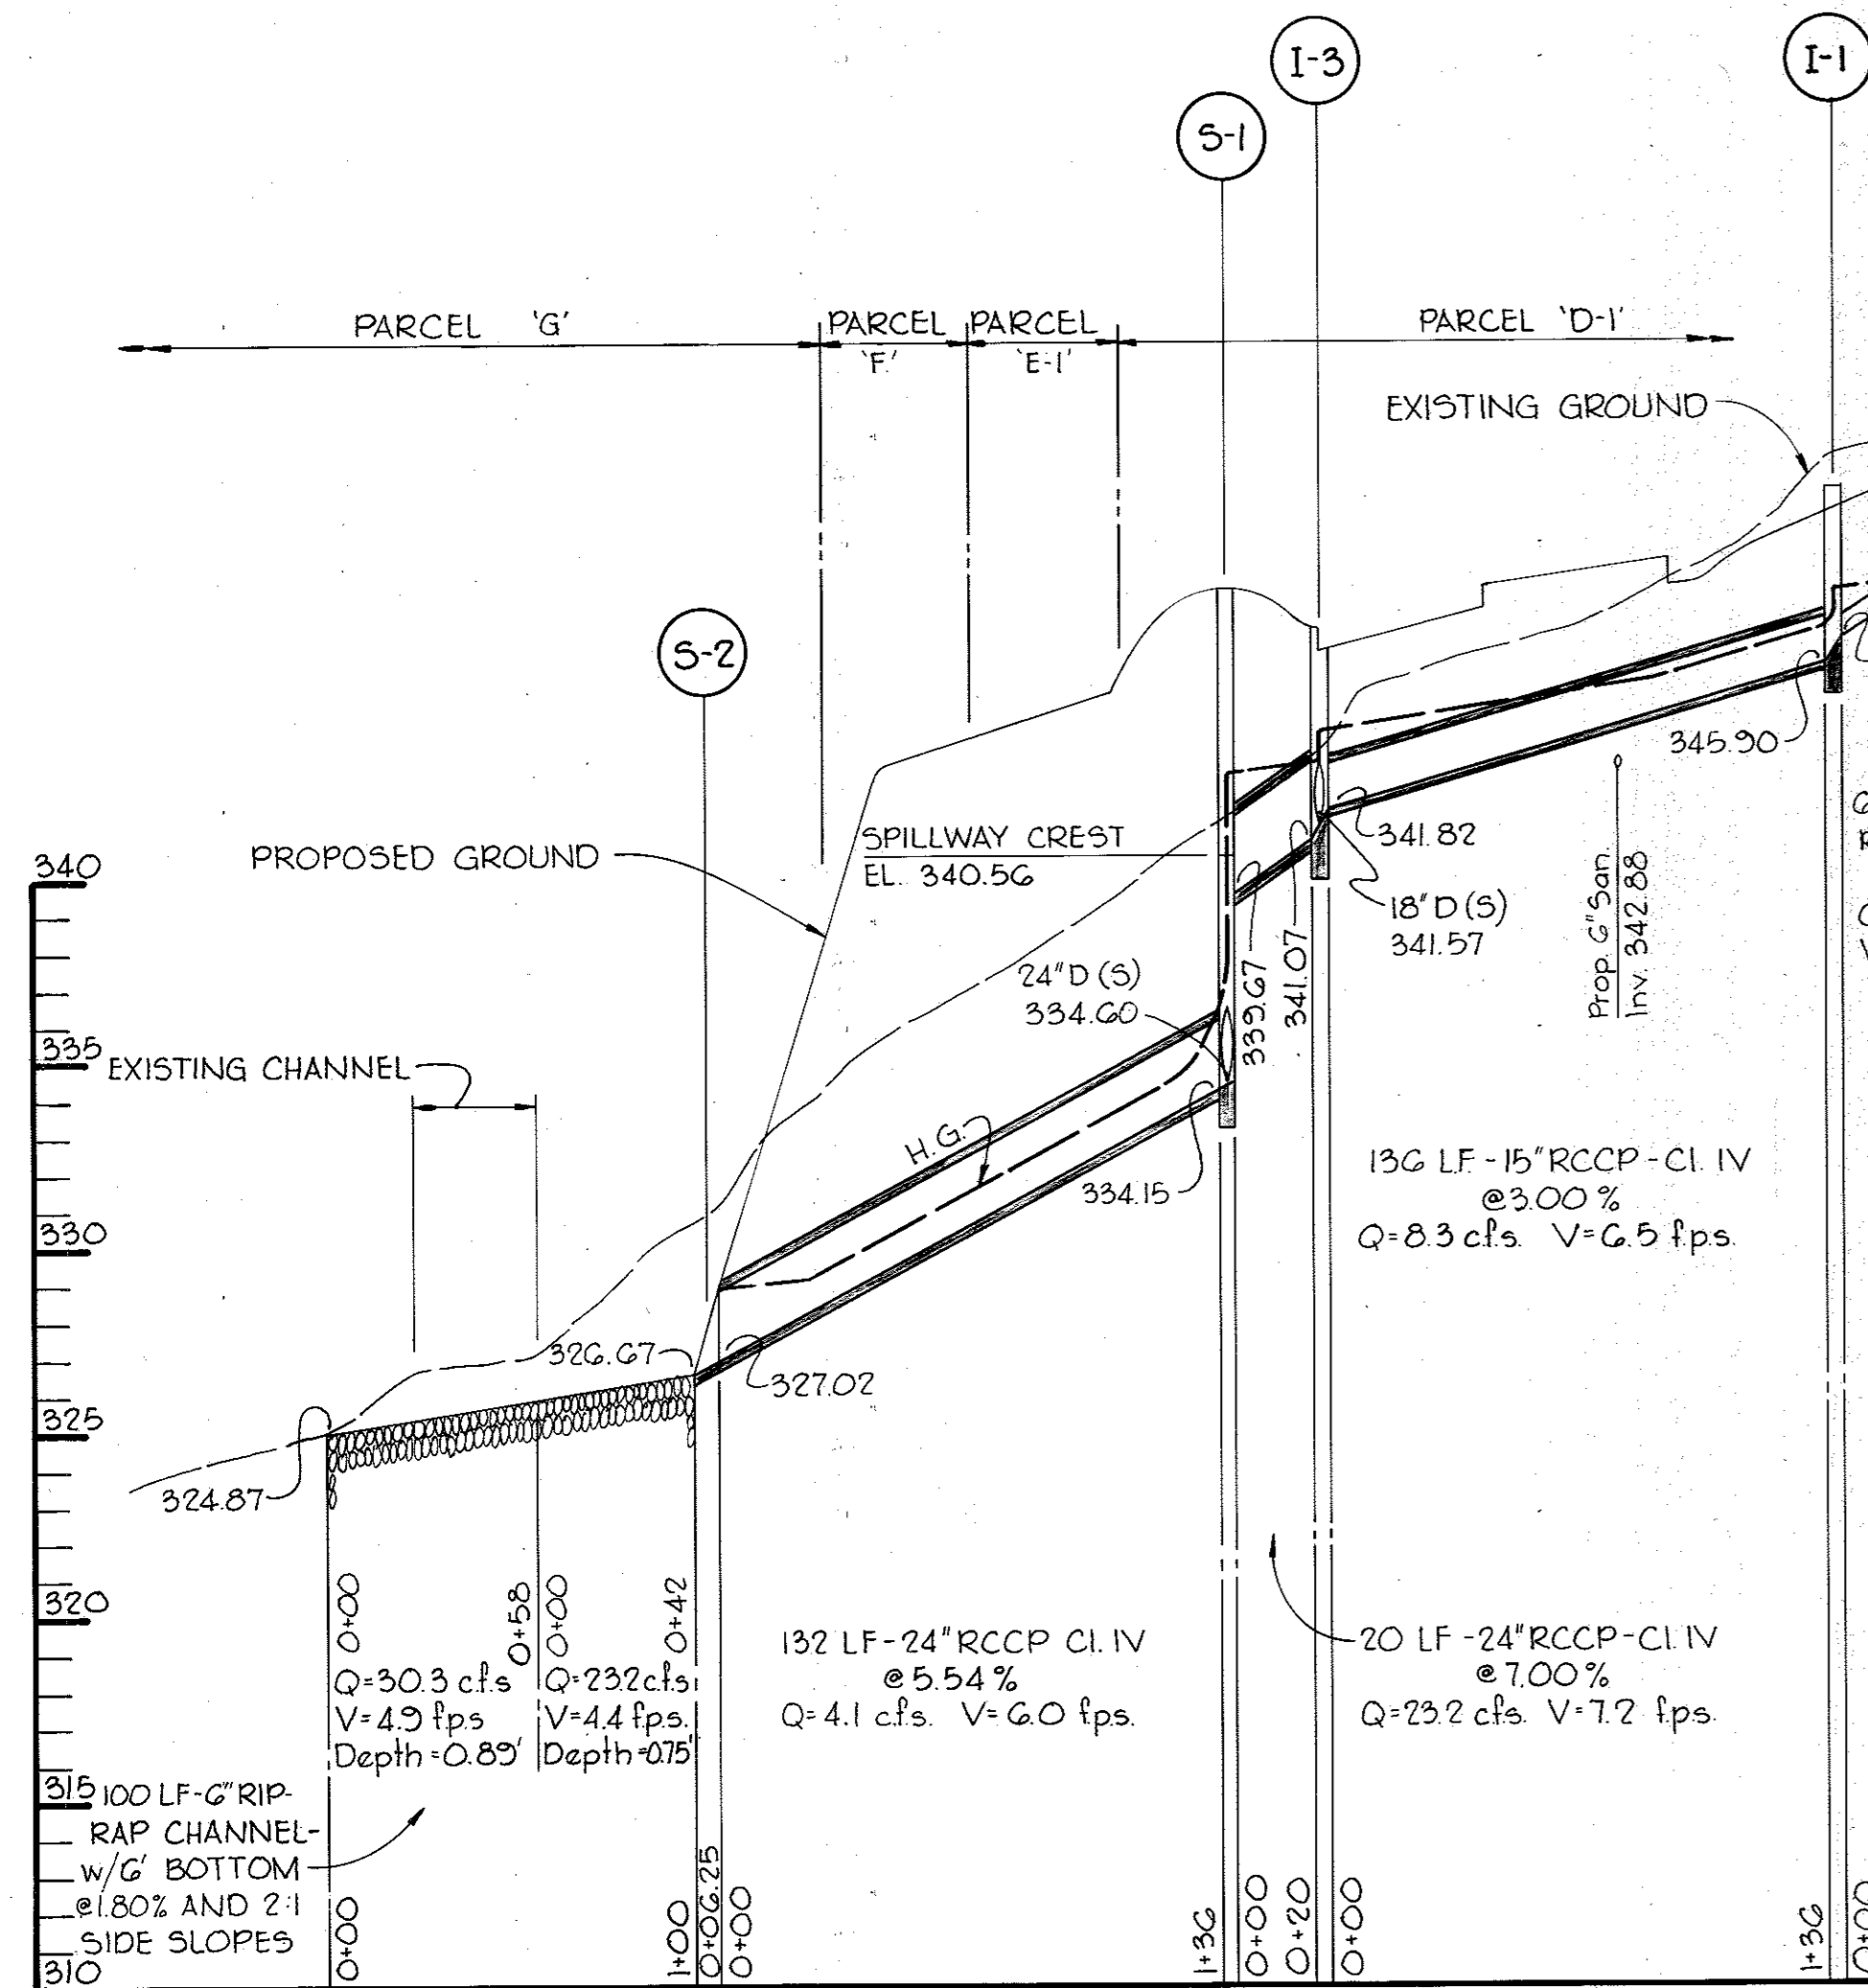 I-3
I-1
S-1
PARCEL 'G'
PARCEL
'F'
PARCEL
'E-1'
PARCEL 'D-1'
EXISTING GROUND
S-2
345.90
SPILLWAY CREST
EL. 340.56
PROPOSED GROUND
341.82
18" D (S)
341.57
Prop. 6" San.
Inv. 342.88
340
339.67
341.07
24" D (S)
334.60
335
EXISTING CHANNEL
H.G.
334.15
136 LF - 15" RCCP - Cl. IV
@ 3.00 %
Q = 8.3 c.f.s. V = 6.5 f.p.s.
330
326.67
327.02
325
324.87
320
0+00
0+58
0+00
0+42
Q = 30.3 c.f.s
V = 4.9 f.p.s
Depth = 0.89'
Q = 23.2 c.f.s
V = 4.4 f.p.s.
Depth = 0.75'
132 LF - 24" RCCP Cl. IV
@ 5.54 %
Q = 4.1 c.f.s. V = 6.0 f.p.s.
20 LF - 24" RCCP - Cl. IV
@ 7.00 %
Q = 23.2 c.f.s. V = 7.2 f.p.s.
315
100 LF - 6" RIP-
RAP CHANNEL-
W/6' BOTTOM
@ 1.80% AND 2:1
SIDE SLOPES
310
0+00
1+00
0+06.25
0+00
1+36
0+00
0+20
0+00
1+36
0+00